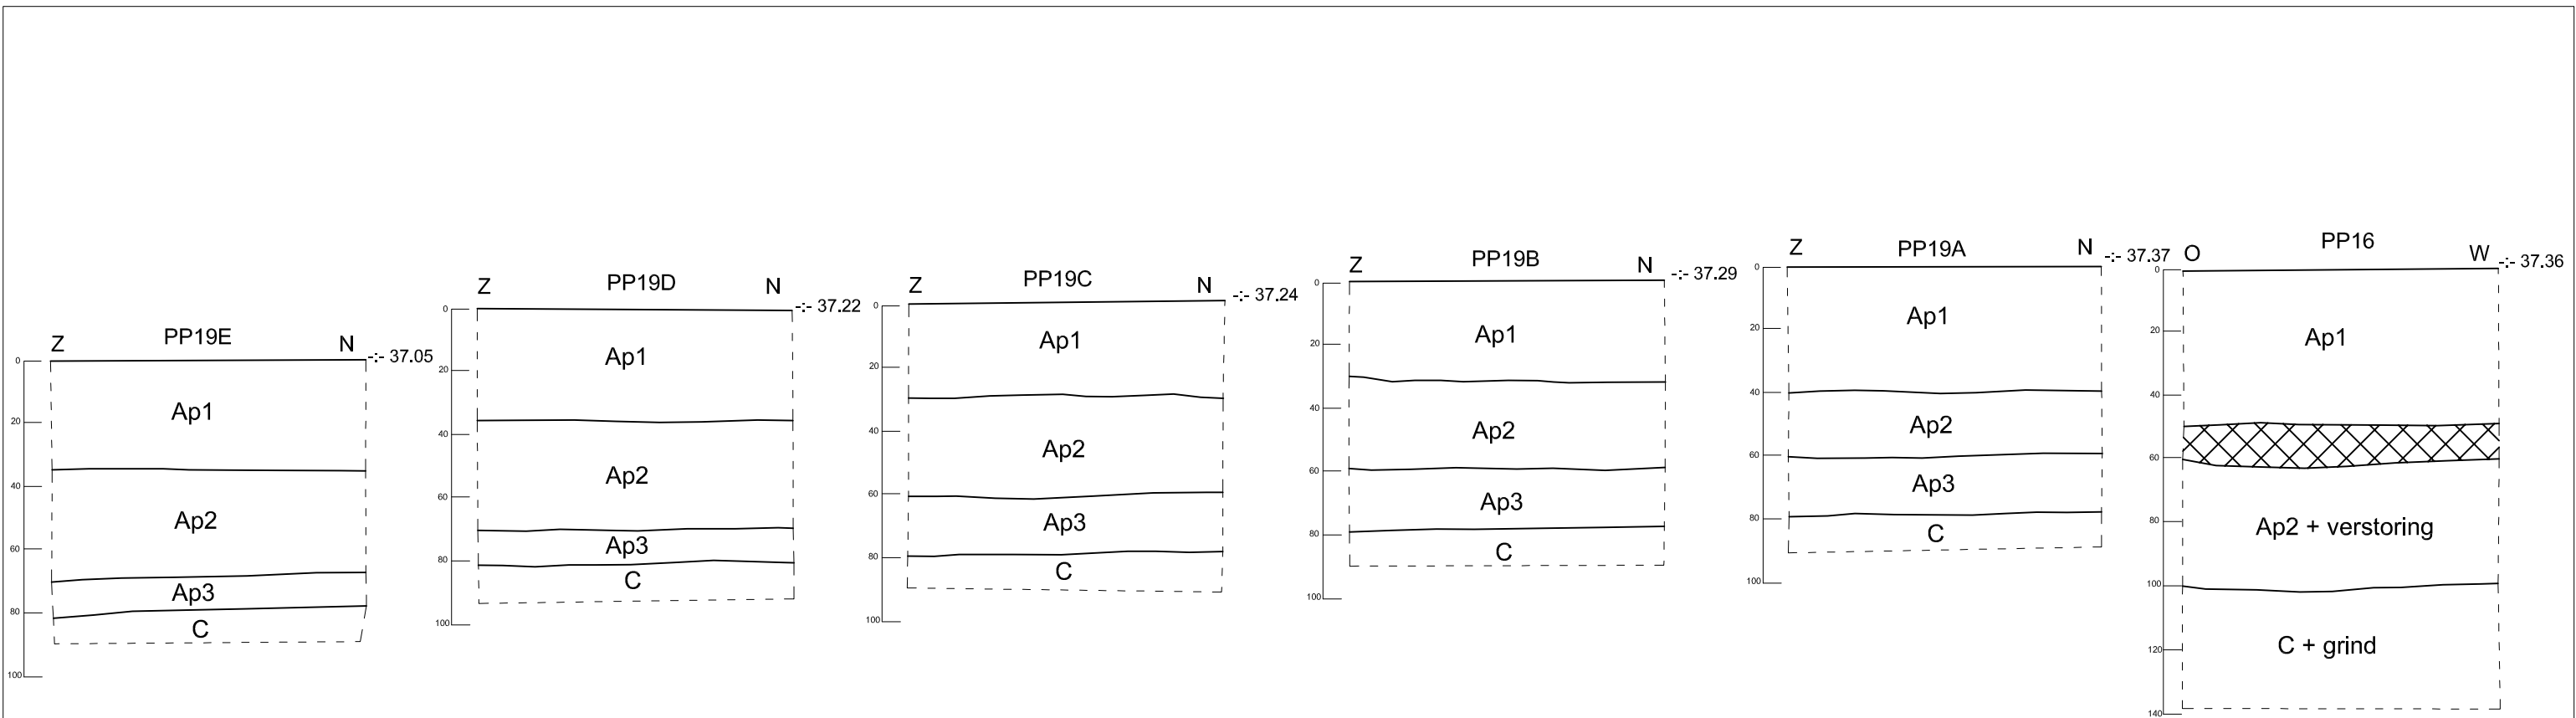 PP19E
Z N -:- 37.05
0
20
40
60
80
100
Ap1
Ap2
Ap3
C
PP19D
Z N -:- 37.22
0
20
40
60
80
100
Ap1
Ap2
Ap3
C
PP19C
Z N -:- 37.24
0
20
40
60
80
100
Ap1
Ap2
Ap3
C
PP19B
Z N -:- 37.29
0
20
40
60
80
100
Ap1
Ap2
Ap3
C
PP19A
Z N -:- 37.37
0
20
40
60
80
100
Ap1
Ap2
Ap3
C
PP16
O W -:- 37.36
0
20
40
60
80
100
120
140
Ap1
Ap2 + verstoring
C + grind